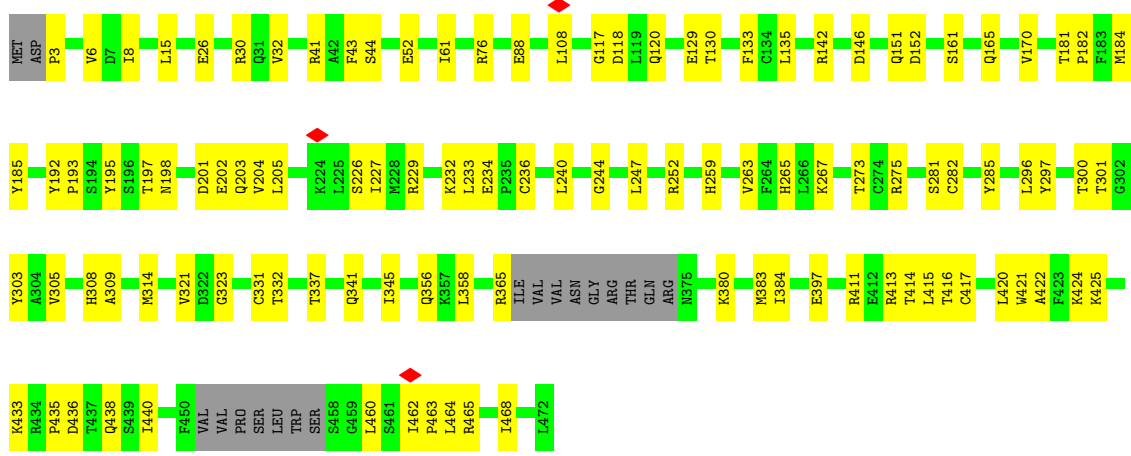 MET ASP P3 V6 D7 I8 L15 E26 R30 Q31 V32 R41 A42 F43 S44 E52 I61 R76 E88 L108 G117 D118 L119 Q120 E129 T130 F133 C134 L135 R142 D146 Q151 D152 S161 Q165 V170 T181 P182 F183 M184
Y185 Y192 P193 S194 Y195 S196 T197 N198 D201 E202 Q203 V204 L205 K224 L225 S226 I227 M228 R229 K232 L233 E234 P235 C236 L240 G244 L247 R252 H259 V263 F264 H265 L266 K267 T273 C274 R275 S281 C282 Y285 L296 Y297 T300 T301 G302
Y303 A304 V305 H308 A309 M314 V321 D322 G323 C331 T332 T337 Q341 I345 Q356 K357 L358 R365 ILE VAL VAL ASN GLY ARG THR GLN ARG N375 K380 M383 I384 E397 R411 E412 R413 T414 L415 T416 C417 L420 W421 A422 F423 K424 K425
K433 R434 P435 D436 T437 Q438 S439 I440 F450 VAL VAL PRO SER LEU TRP SER S458 G459 L460 S461 I462 P463 L464 R465 I468 L472